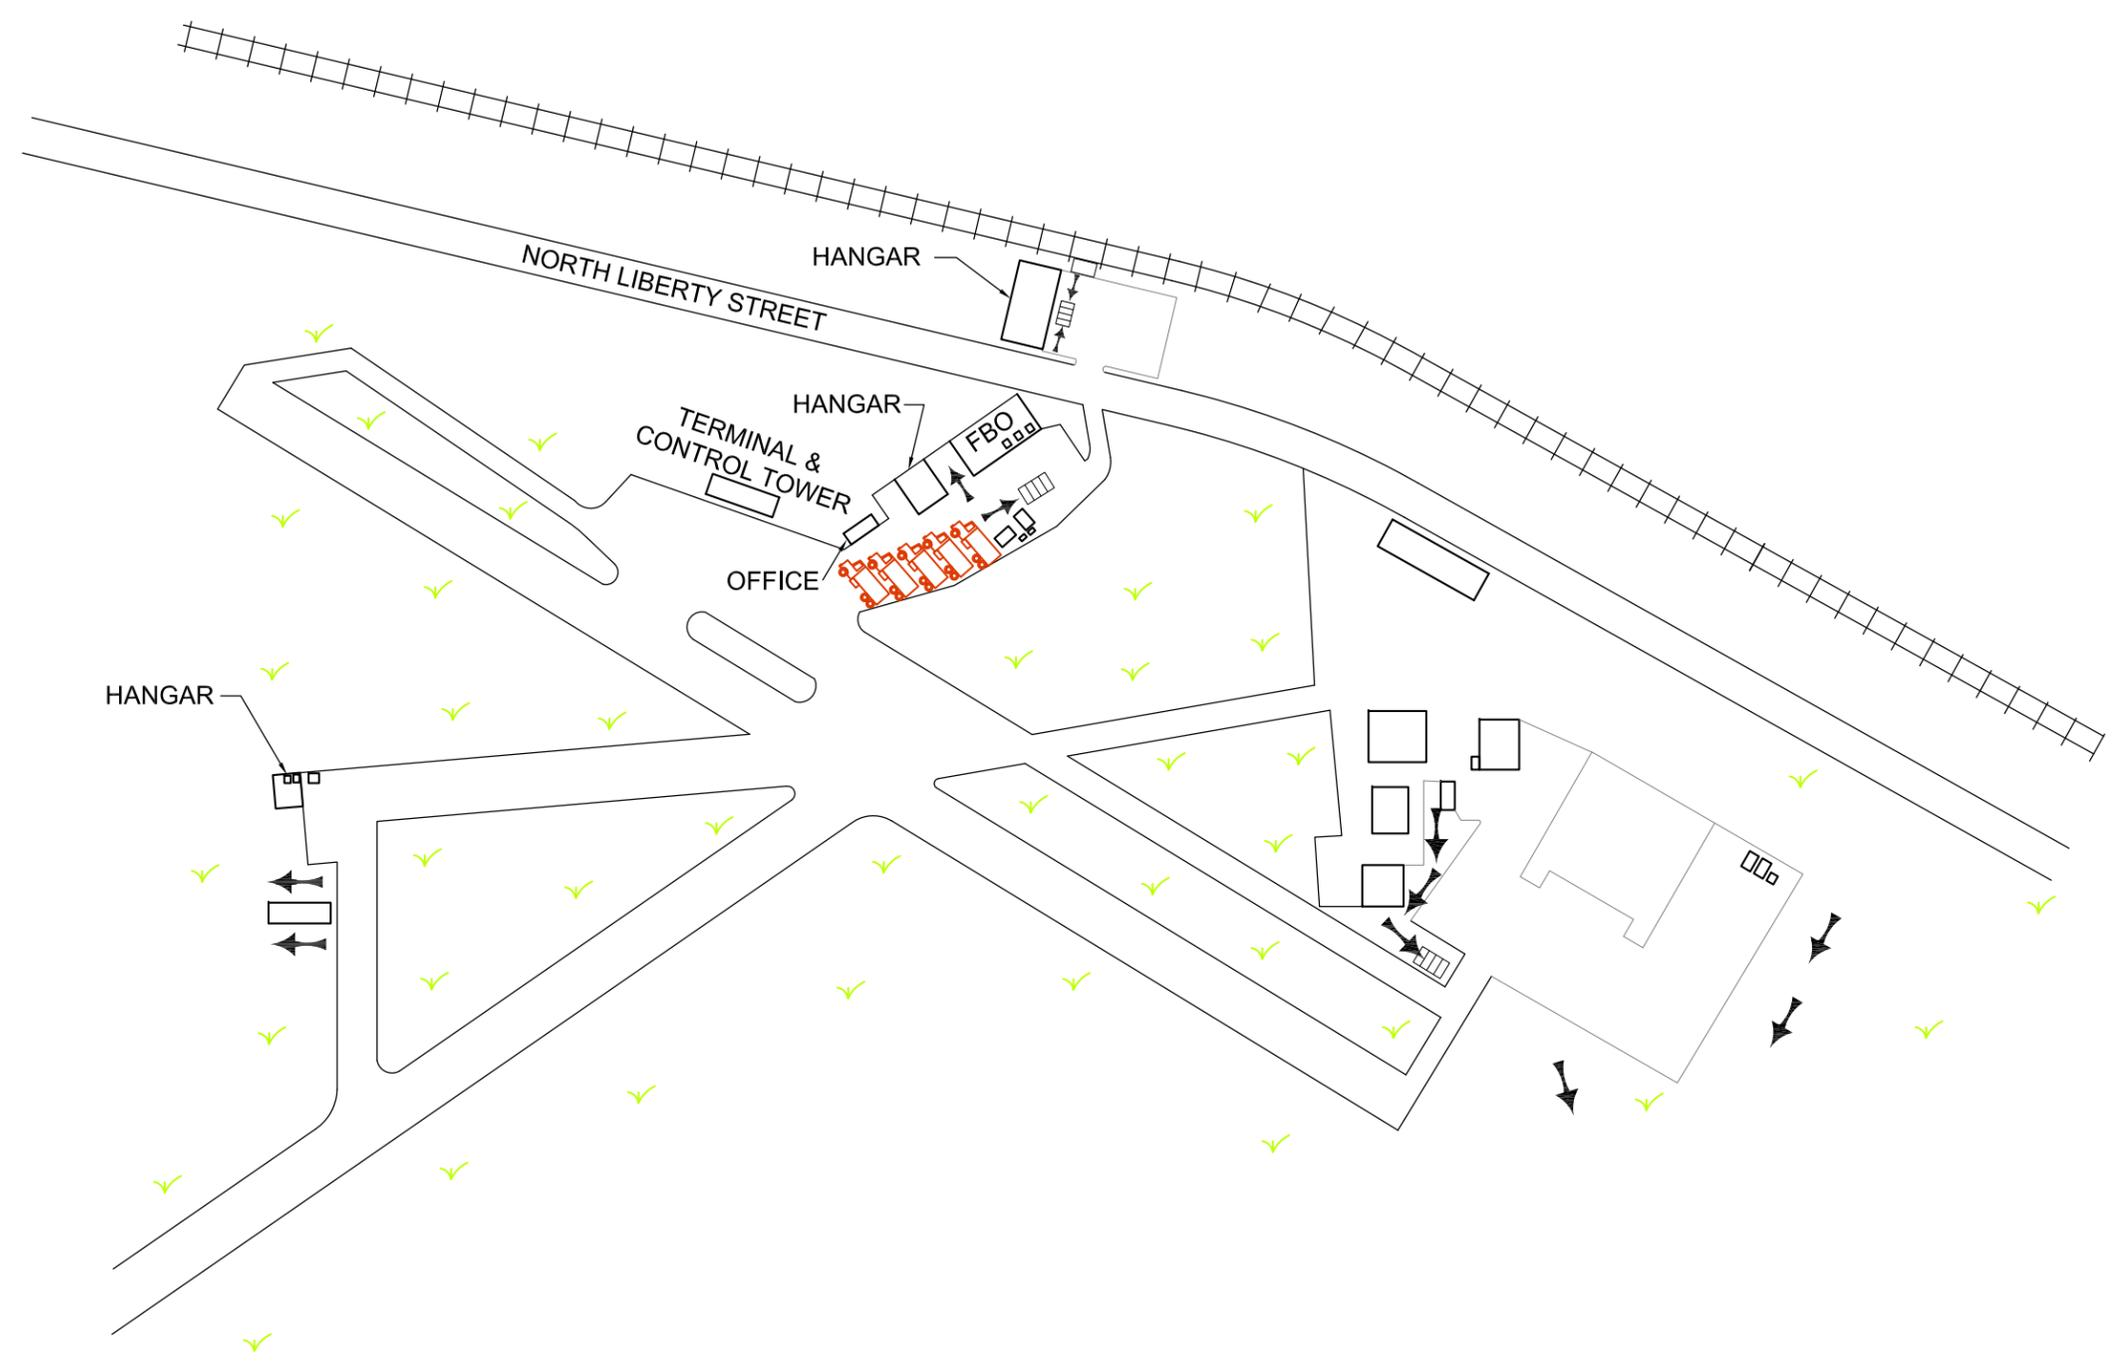 HANGAR
NORTH LIBERTY STREET
HANGAR
FBO
TERMINAL &
CONTROL TOWER
OFFICE
HANGAR